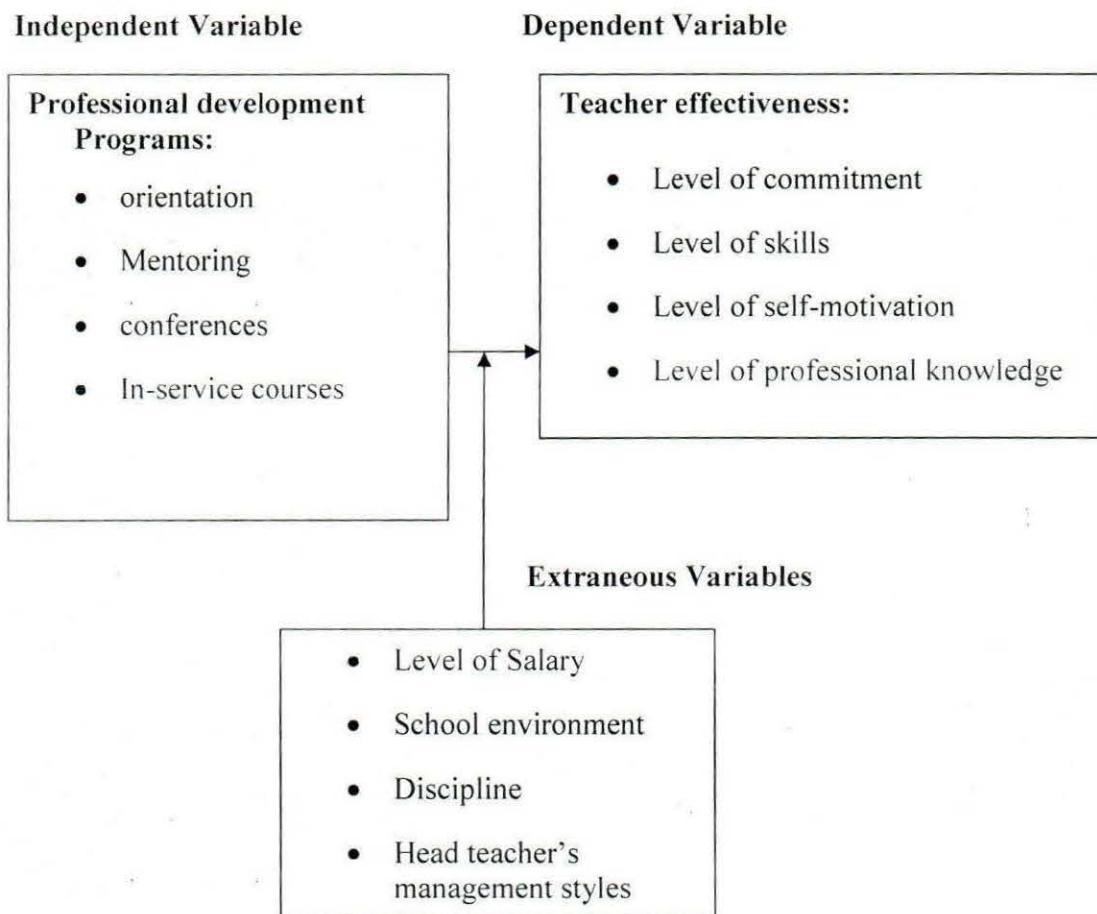 Independent Variable
Dependent Variable
Professional development
Programs:
• orientation
• Mentoring
• conferences
• In-service courses
Teacher effectiveness:
• Level of commitment
• Level of skills
• Level of self-motivation
• Level of professional knowledge
Extraneous Variables
• Level of Salary
• School environment
• Discipline
• Head teacher's
management styles